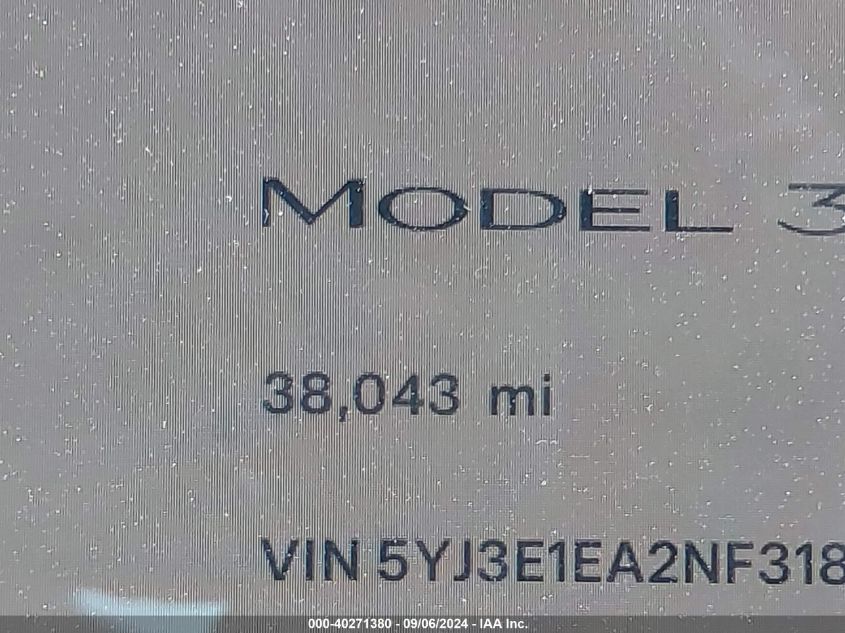 MODEL 3
38,043 mi
VIN 5YJ3E1EA2NF318
000-40271380 - 09/06/2024 - IAA Inc.